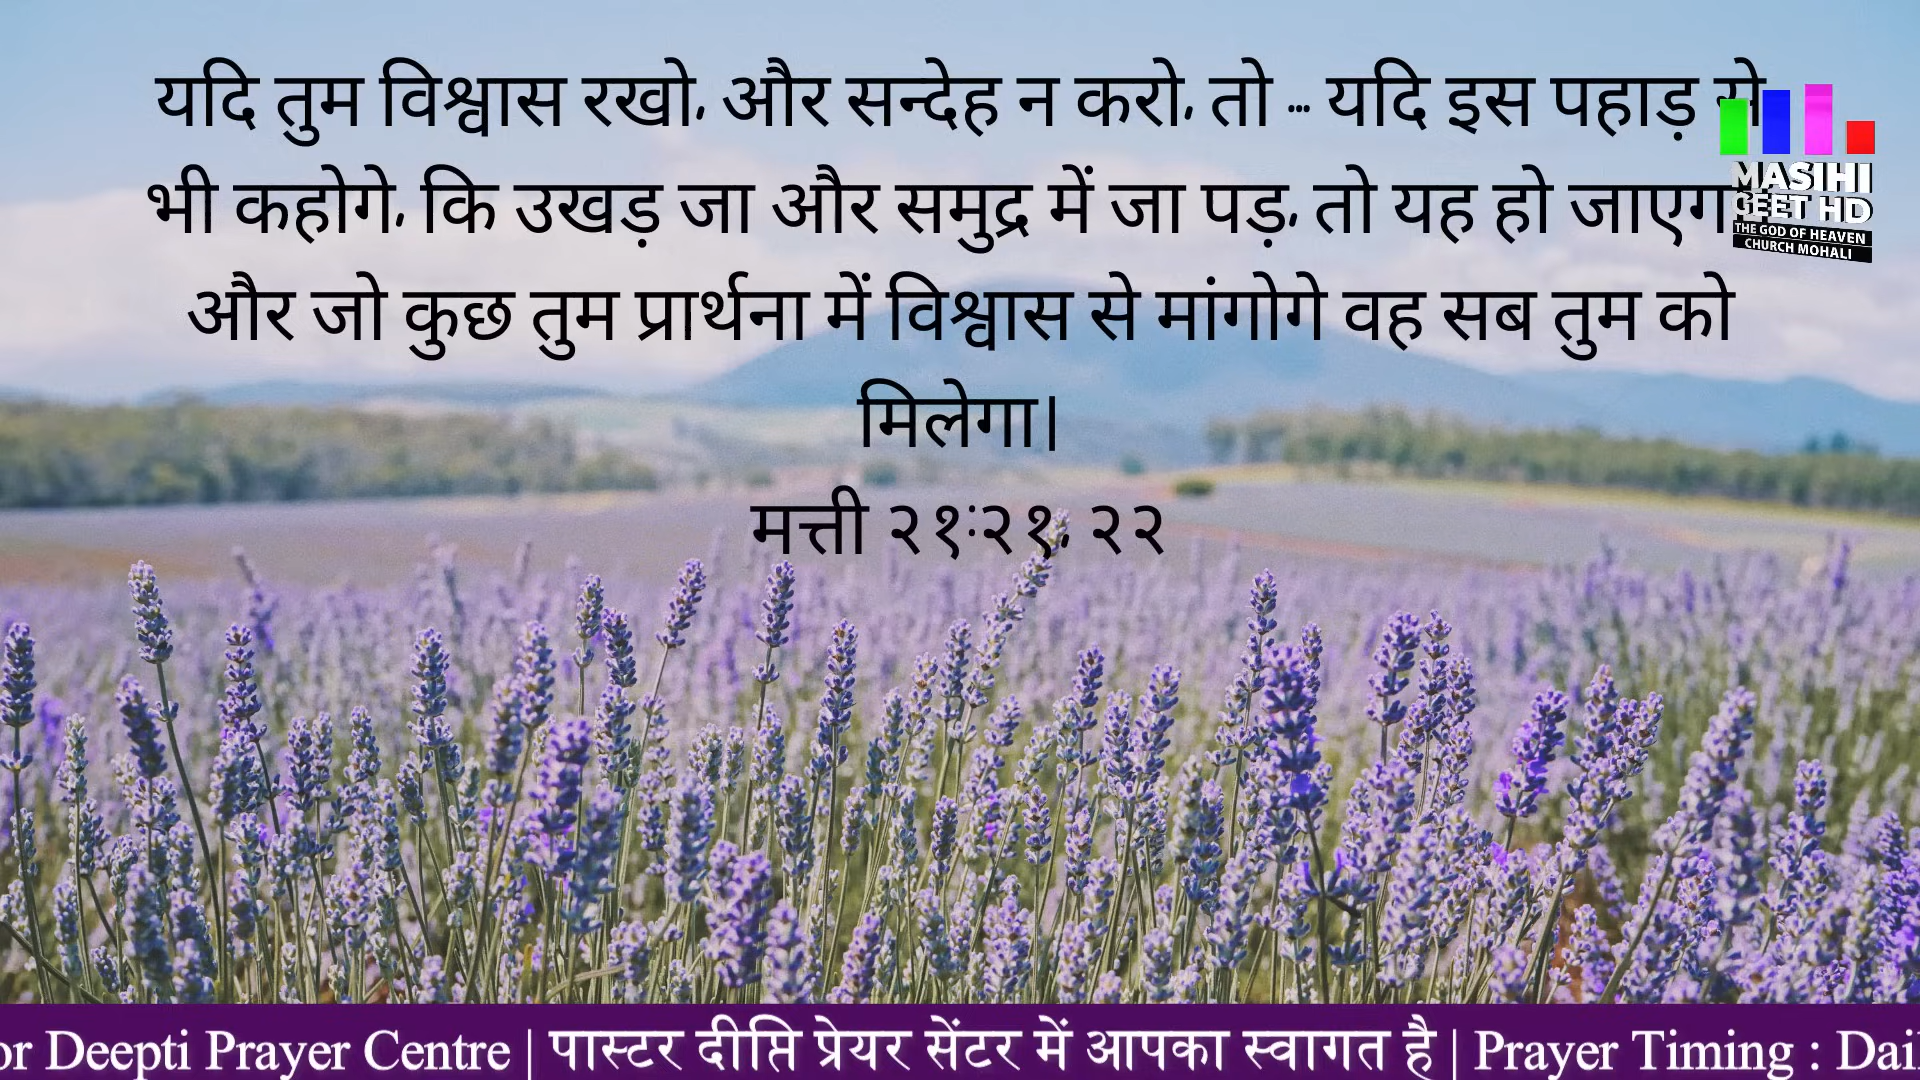 यदि तुम विश्वास रखो, और सन्देह न करो, तो ... यदि इस पहाड़ से
भी कहोगे, कि उखड़ जा और समुद्र में जा पड़, तो यह हो जाएगा
और जो कुछ तुम प्रार्थना में विश्वास से मांगोगे वह सब तुम को
मिलेगा।
मत्ती २१:२१, २२
MASIHI
GEET HD
THE GOD OF HEAVEN
CHURCH MOHALI
or Deepti Prayer Centre | पास्टर दीप्ति प्रेयर सेंटर में आपका स्वागत है | Prayer Timing : Dai